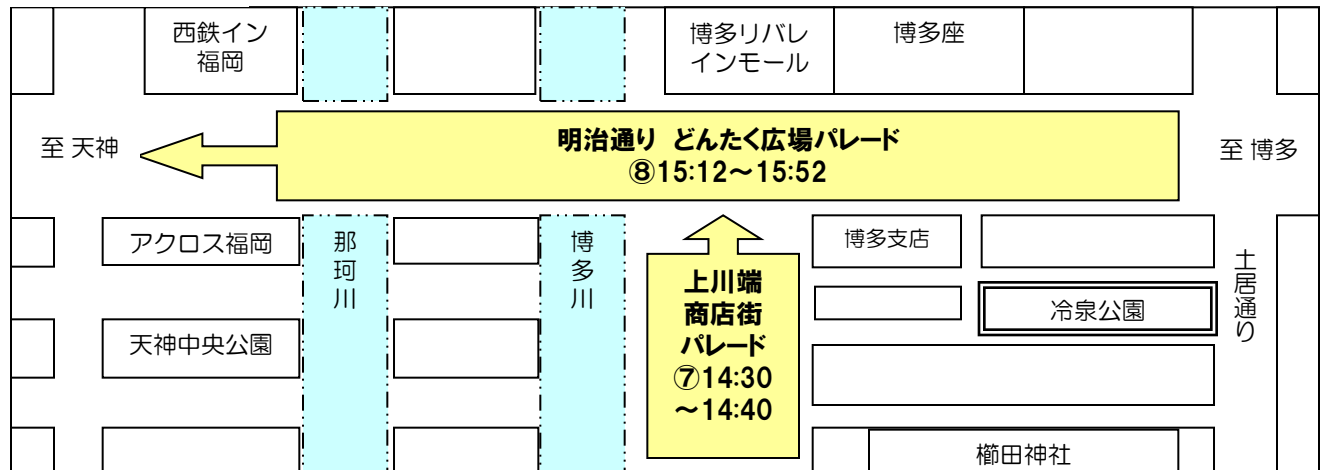 西鉄イン
福岡
博多リバレ
インモール
博多座
至 天神
明治通り どんたく広場パレード
⑧15:12～15:52
至 博多
アクロス福岡
那珂川
博多川
上川端
商店街
パレード
⑦14:30
～14:40
博多支店
土居通り
冷泉公園
天神中央公園
櫛田神社